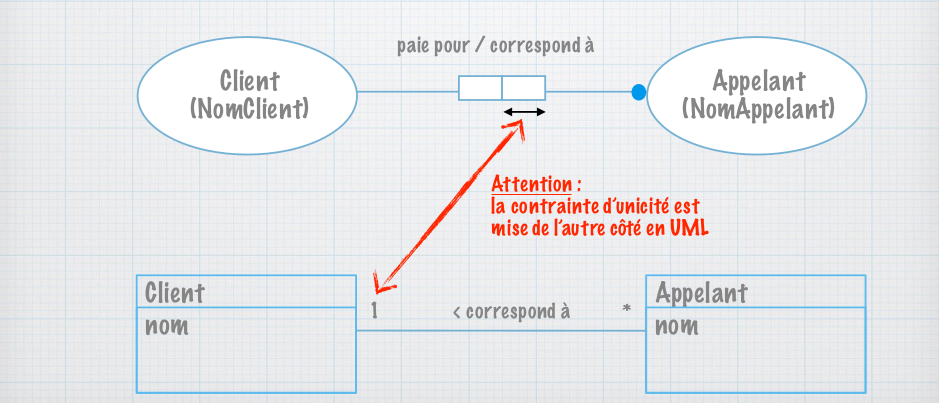 paie pour / correspond à
Client
(NomClient)
Appelant
(NomAppelant)
Attention :
la contrainte d'unicité est
mise de l'autre côté en UML
Client
nom
1
< correspond à
*
Appelant
nom